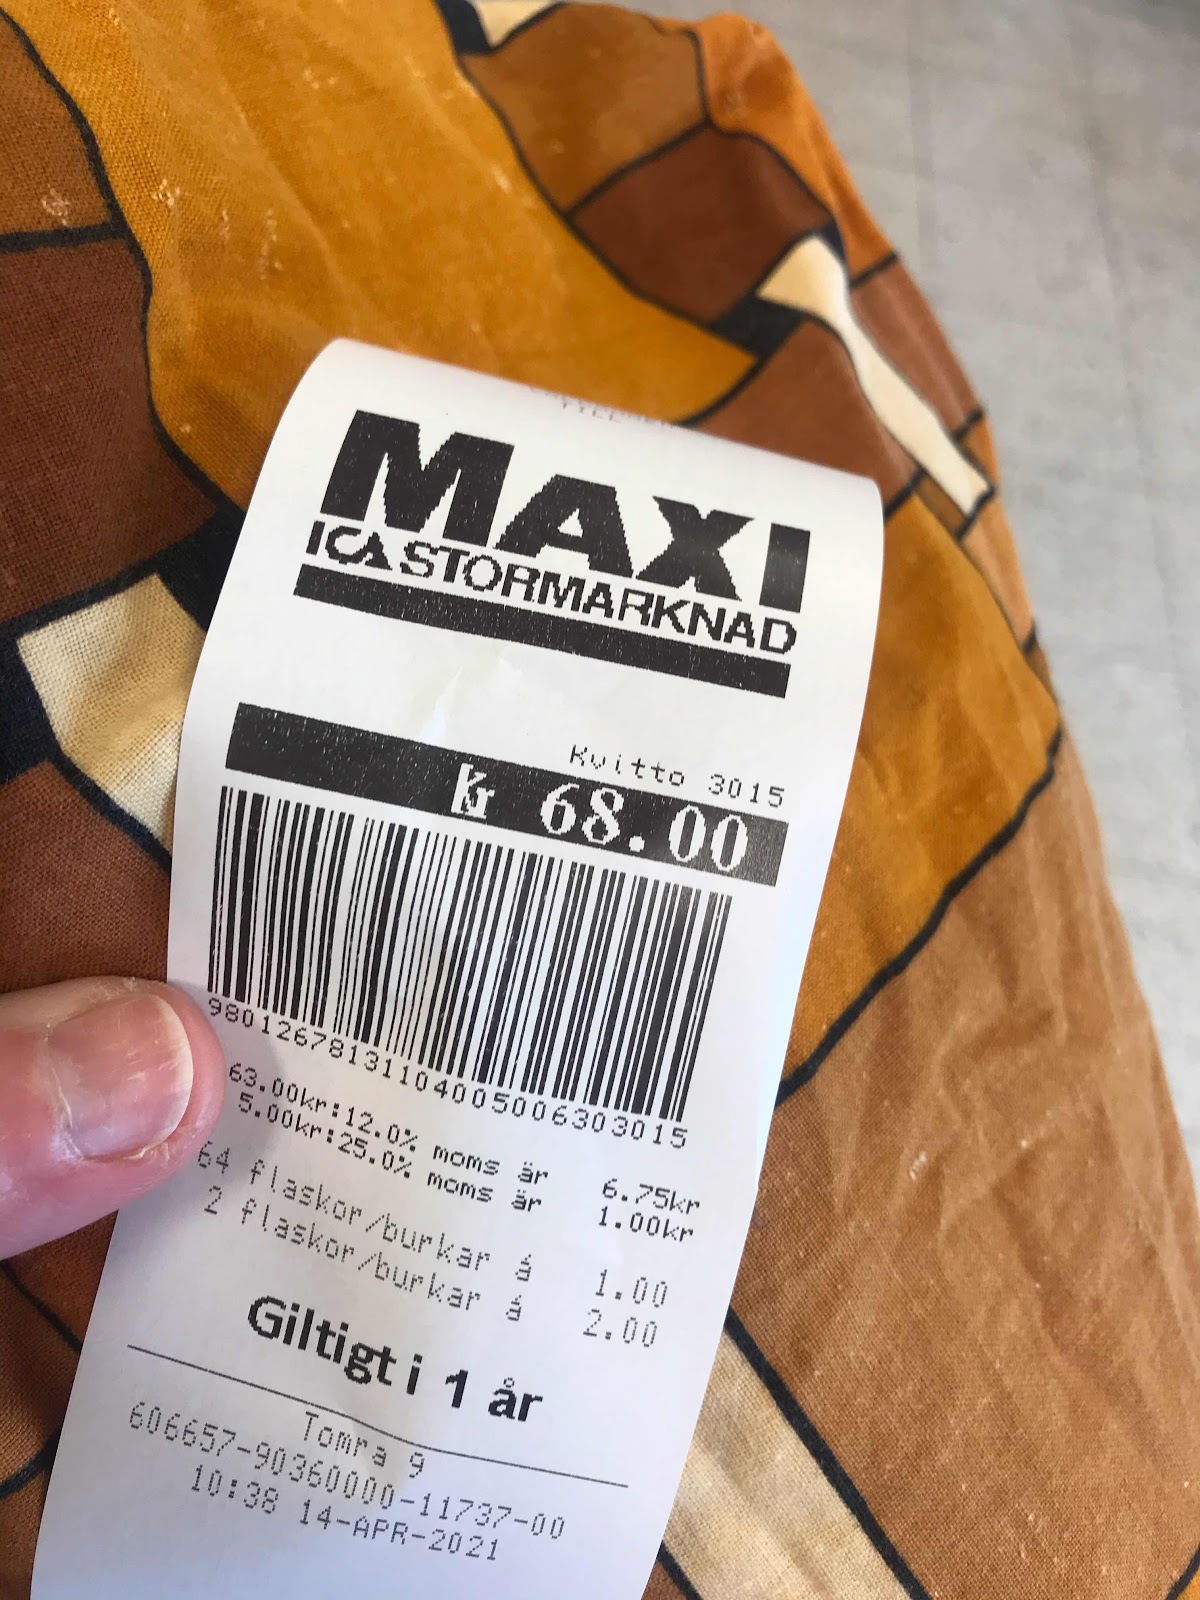 MAXI
ICA STORMARKNAD
Kvitto 3015
kr 68.00
9801267813110400500630 3015
63.00kr:12.0% moms är 6.75kr
5.00kr:25.0% moms är 1.00kr
64 flaskor/burkar á 1.00
2 flaskor/burkar á 2.00
Giltigt i 1 år
Tomra 9
606657-90360000-11737-00
10:38 14-APR-2021